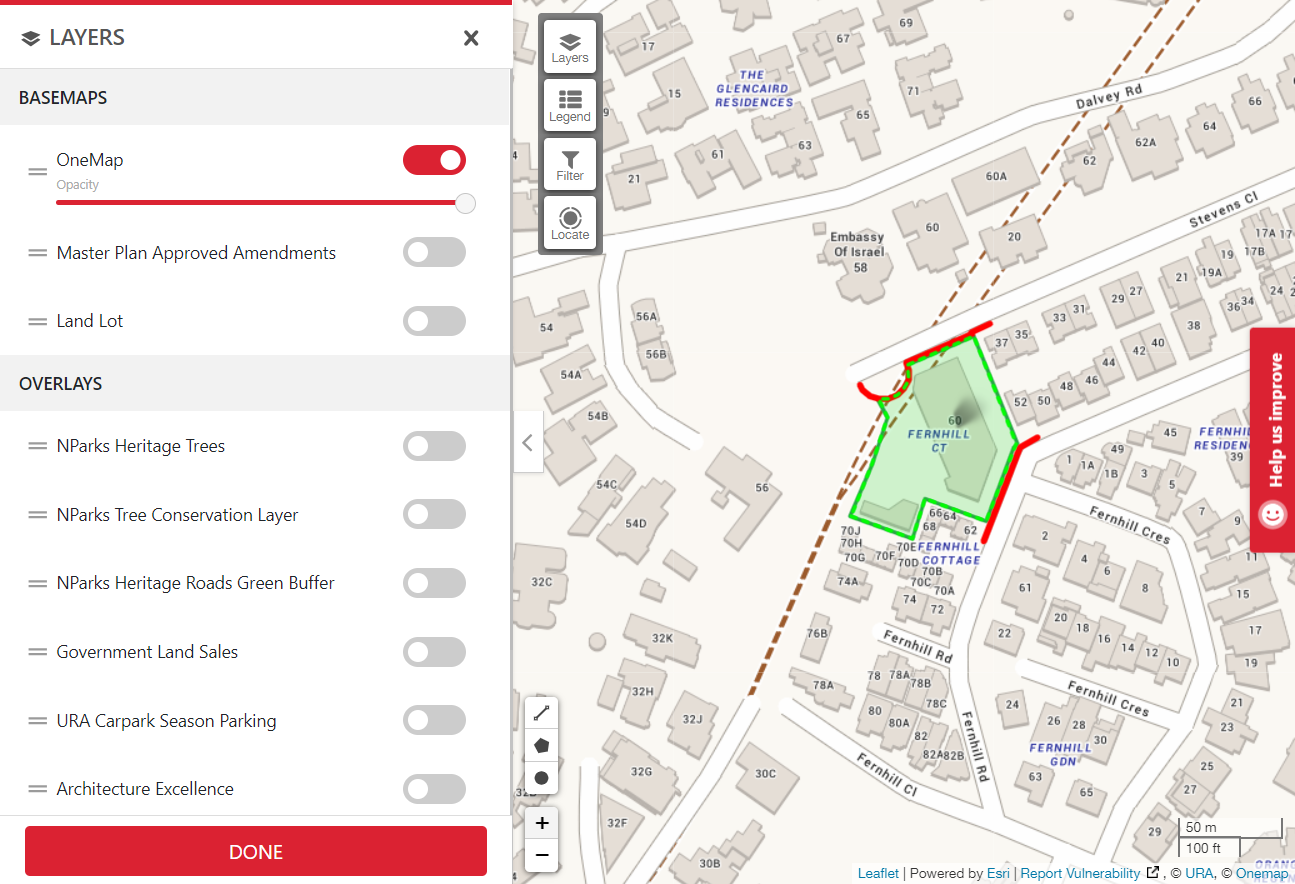 LAYERS
BASEMAPS
OneMap
Opacity
Master Plan Approved Amendments
Land Lot
OVERLAYS
NParks Heritage Trees
NParks Tree Conservation Layer
NParks Heritage Roads Green Buffer
Government Land Sales
URA Carpark Season Parking
Architecture Excellence
DONE
Layers
Legend
Filter
Locate
17
67
69
THE
GLENCAIRD
RESIDENCES
15
71
65
63
61
21
Dalvey Rd
66
64
62A
62
60A
Stevens Cl
60
20
Embassy
Of Israel
58
17A
17B
19
19A
21
24
27
29
34
36
31
33
38
35
37
40
42
44
46
48
50
52
54
56A
56B
54A
54B
54C
54D
56
60
FERNHILL
CT
45
49
39
1
1A
1B
3
5
7
9
11
Fernhill Cres
66
64
68
62
70J
70H
70G
70F
70E
70D
70B
70C
70A
FERNHILL
COTTAGE
74A
74
72
2
4
6
8
61
20
18
16
14
12
10
22
15
17
19
32C
32K
32H
32J
32G
32F
30C
30B
76B
78A
Fernhill Rd
78
78A
78B
78C
80
80A
82
82A
82B
Fernhill Cl
Fernhill Rd
Fernhill Cres
24
26
28
30
FERNHILL
GDN
63
65
21
23
25
27
29
Help us improve
+
−
50 m
100 ft
Leaflet | Powered by Esri | Report Vulnerability , © URA, © Onemap